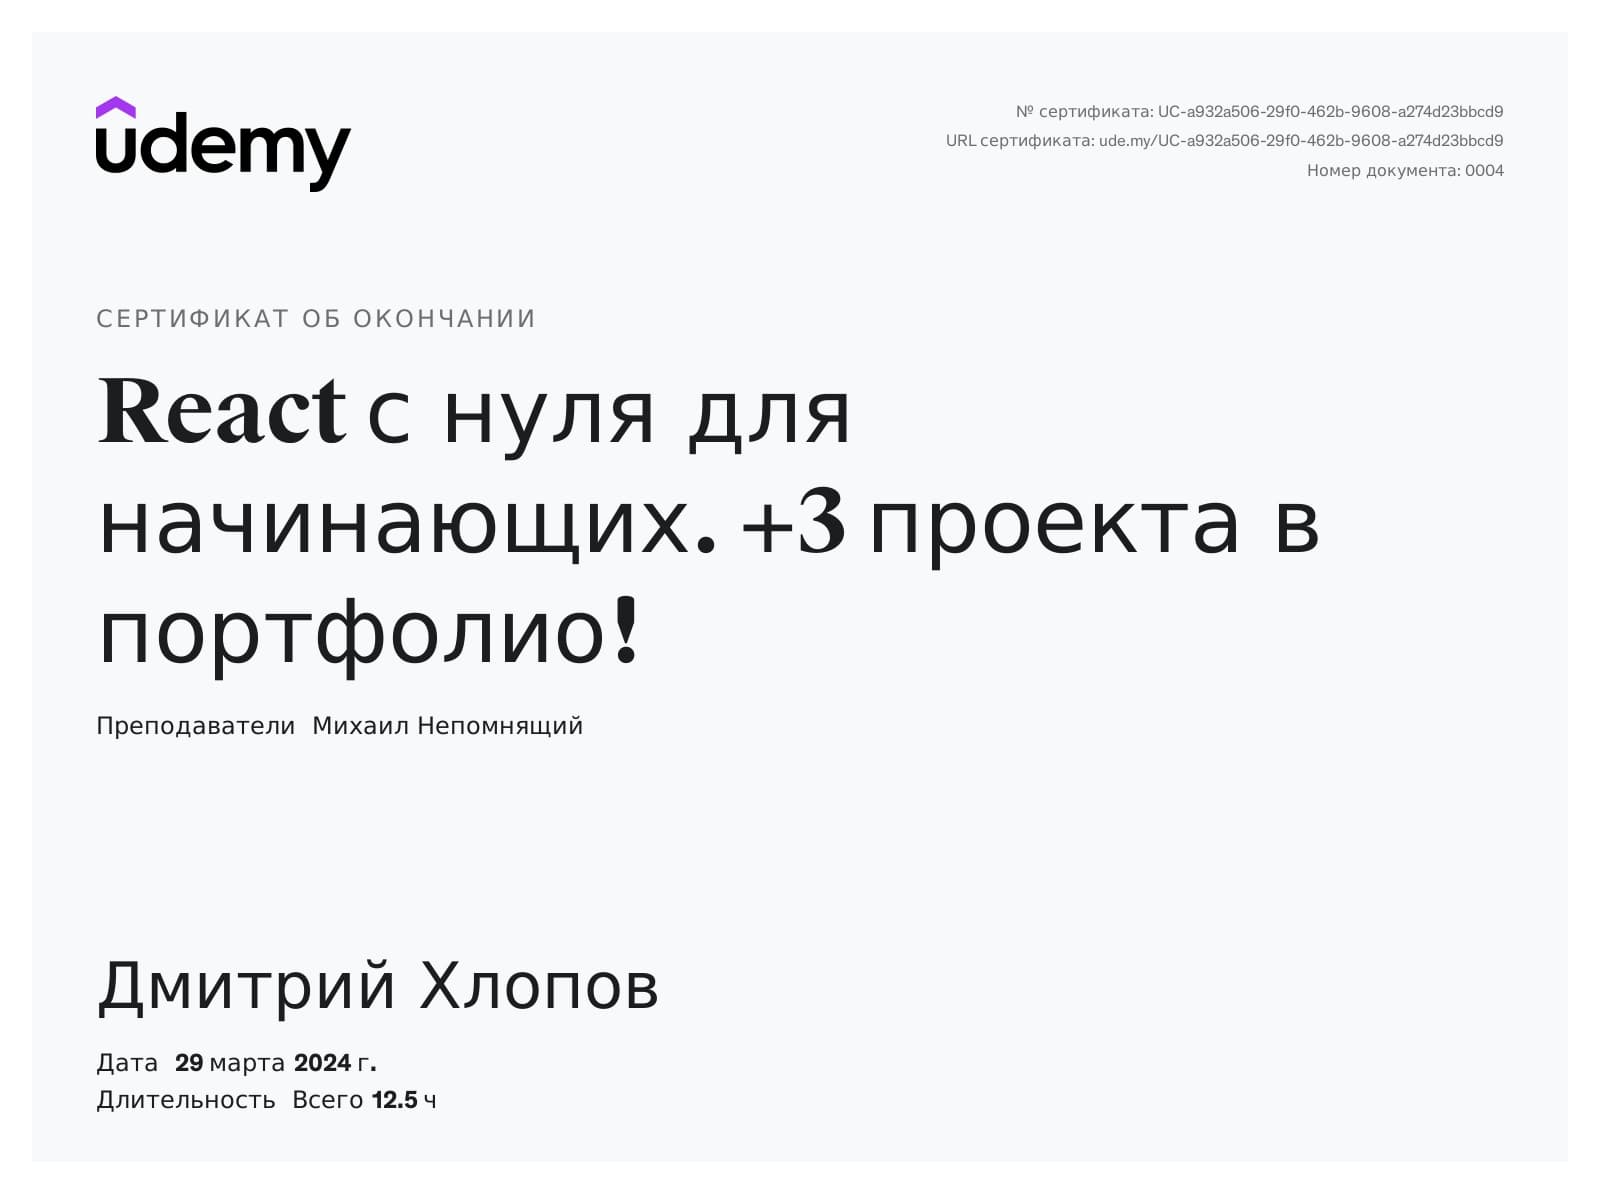 udemy
№ сертификата: UC-a932a506-29f0-462b-9608-a274d23bbcd9
URL сертификата: ude.my/UC-a932a506-29f0-462b-9608-a274d23bbcd9
Номер документа: 0004
СЕРТИФИКАТ ОБ ОКОНЧАНИИ
React с нуля для
начинающих. +3 проекта в
портфолио!
Преподаватели Михаил Непомнящий
Дмитрий Хлопов
Дата 29 марта 2024 г.
Длительность Всего 12.5 ч